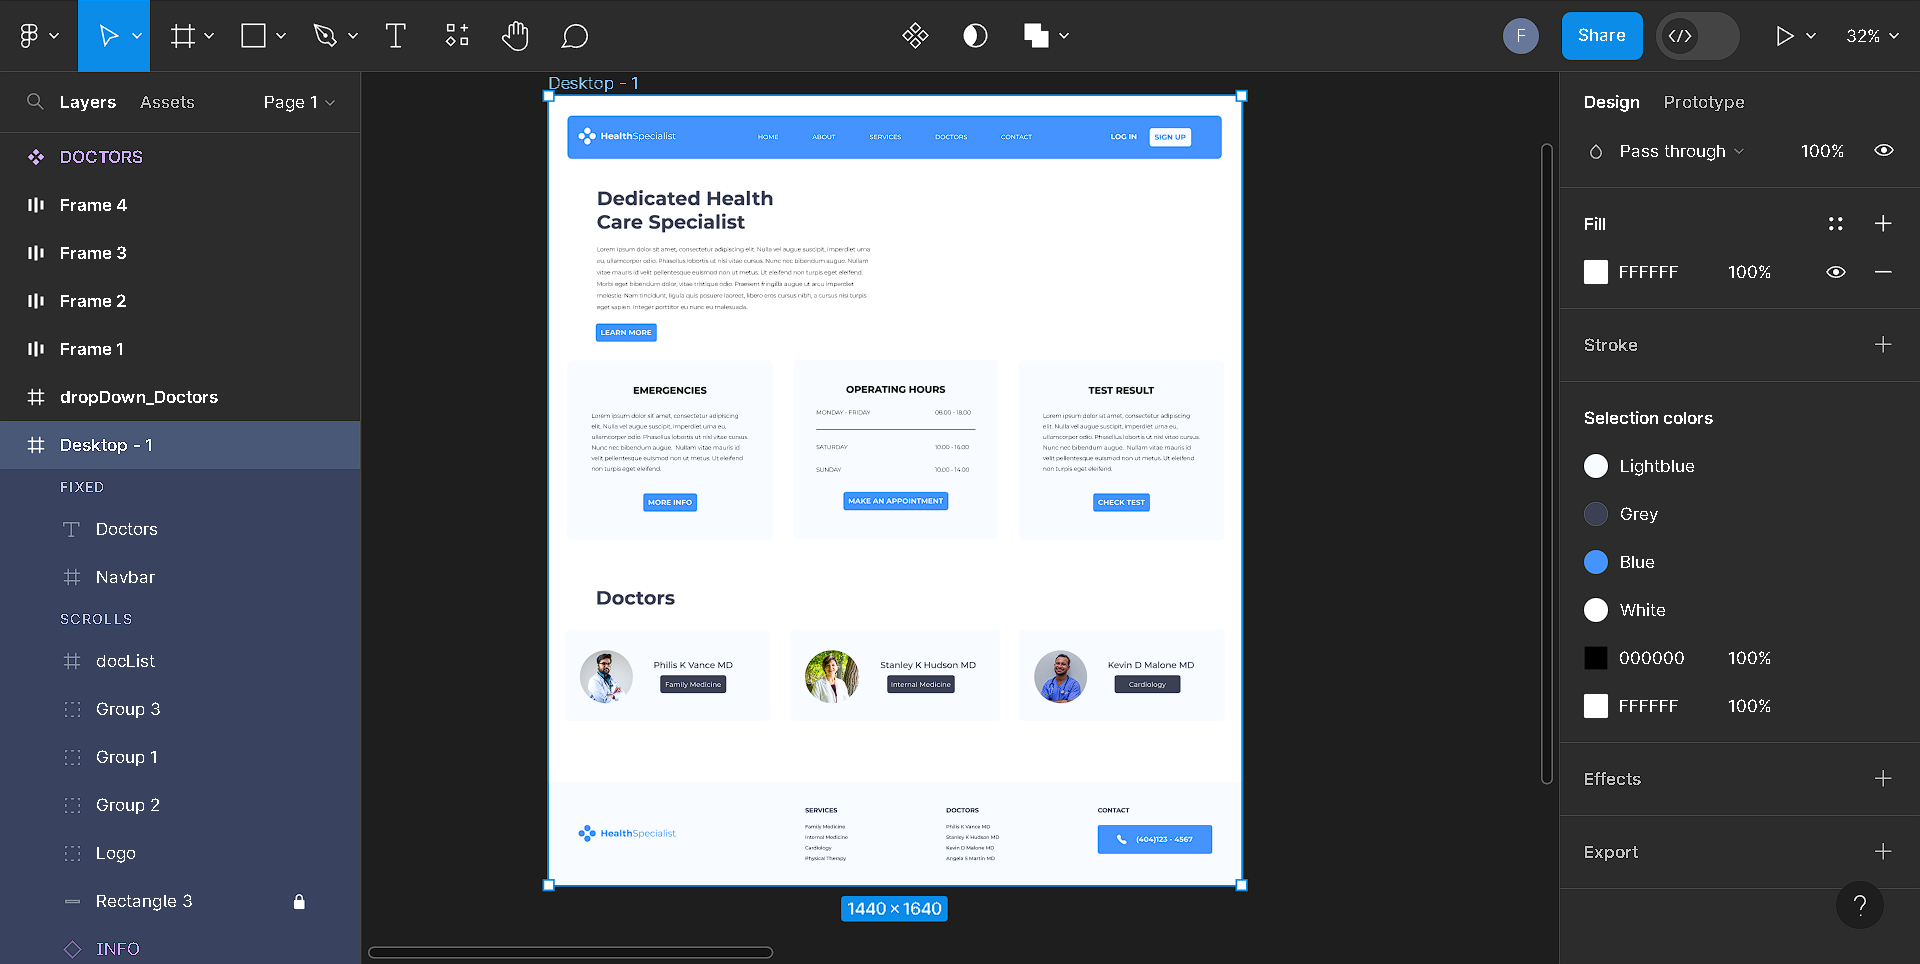 F
Share
32%
Layers
Assets
Page 1
DOCTORS
Frame 4
Frame 3
Frame 2
Frame 1
dropDown_Doctors
Desktop - 1
FIXED
Doctors
Navbar
SCROLLS
docList
Group 3
Group 1
Group 2
Logo
Rectangle 3
INFO
Desktop - 1
HealthSpecialist
HOME
ABOUT
SERVICES
DOCTORS
CONTACT
LOG IN
SIGN UP
Dedicated Health
Care Specialist
Lorem ipsum dolor sit amet, consectetur adipiscing elit. Nulla vel augue suscipit, imperdiet urna
eu, ullamcorper odio. Phasellus lobortis ut nisl vitae cursus. Nunc nec bibendum augue. Nullam
vitae mauris id velit pellentesque euismod non ut metus. Ut eleifend non turpis eget eleifend.
Morbi eget bibendum dolor, vitae tristique odio. Praesent fringilla augue ut arcu imperdiet
molestie. Nam tincidunt, ligula quis posuere laoreet, libero eros cursus nibh, a cursus nisi turpis
eget sapien. Integer porttitor eu nunc eu malesuada.
LEARN MORE
EMERGENCIES
Lorem ipsum dolor sit amet, consectetur adipiscing
elit. Nulla vel augue suscipit, imperdiet urna eu,
ullamcorper odio. Phasellus lobortis ut nisl vitae cursus.
Nunc nec bibendum augue. Nullam vitae mauris id
velit pellentesque euismod non ut metus. Ut eleifend
non turpis eget eleifend.
MORE INFO
OPERATING HOURS
MONDAY - FRIDAY 08.00 - 18.00
SATURDAY 10.00 - 16.00
SUNDAY 10.00 - 14.00
MAKE AN APPOINTMENT
TEST RESULT
Lorem ipsum dolor sit amet, consectetur adipiscing
elit. Nulla vel augue suscipit, imperdiet urna eu,
ullamcorper odio. Phasellus lobortis ut nisl vitae cursus.
Nunc nec bibendum augue. Nullam vitae mauris id
velit pellentesque euismod non ut metus. Ut eleifend
non turpis eget eleifend.
CHECK TEST
Doctors
Philis K Vance MD
Family Medicine
Stanley K Hudson MD
Internal Medicine
Kevin D Malone MD
Cardiology
HealthSpecialist
SERVICES
Family Medicine
Internal Medicine
Cardiology
Physical Therapy
DOCTORS
Philis K Vance MD
Stanley K Hudson MD
Kevin D Malone MD
Angela S Martin MD
CONTACT
(404)123 - 4567
1440 × 1640
Design
Prototype
Pass through
100%
Fill
FFFFFF 100%
Stroke
Selection colors
Lightblue
Grey
Blue
White
000000 100%
FFFFFF 100%
Effects
Export
?